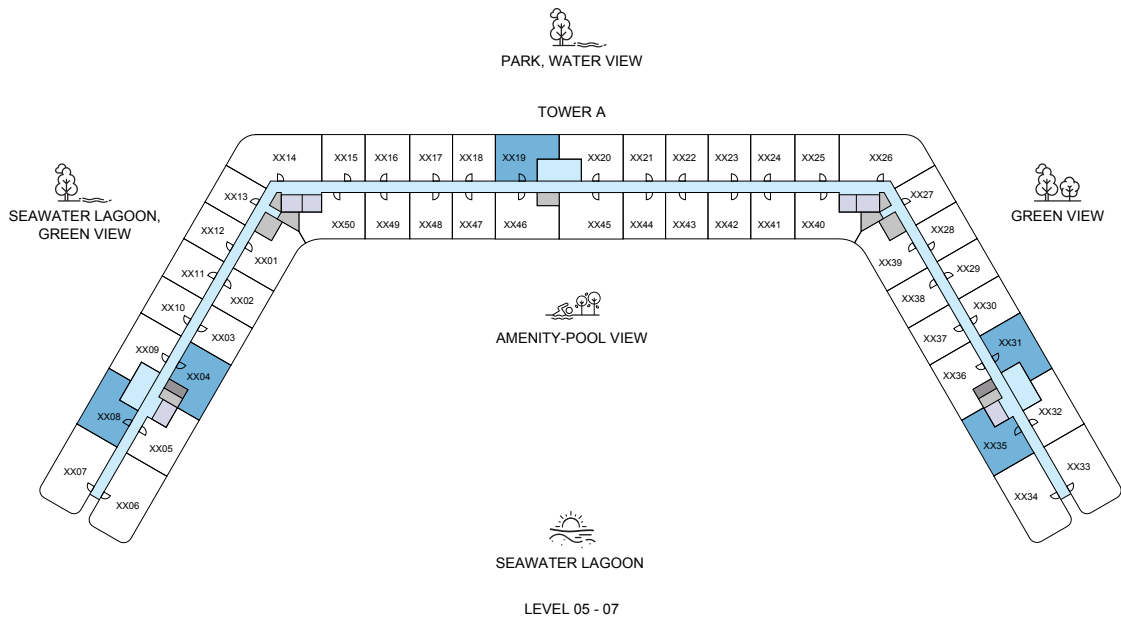 PARK, WATER VIEW
TOWER A
XX14 XX15 XX16 XX17 XX18 XX19 XX20 XX21 XX22 XX23 XX24 XX25 XX26
XX13
XX27
SEAWATER LAGOON,
GREEN VIEW
GREEN VIEW
XX12
XX50 XX49 XX48 XX47 XX46 XX45 XX44 XX43 XX42 XX41 XX40
XX28
XX01
XX39
XX11
XX29
XX02
XX38
XX10
XX30
XX03
XX37
AMENITY-POOL VIEW
XX09
XX31
XX04
XX36
XX08
XX32
XX05
XX35
XX07
XX33
XX06
XX34
SEAWATER LAGOON
LEVEL 05 - 07